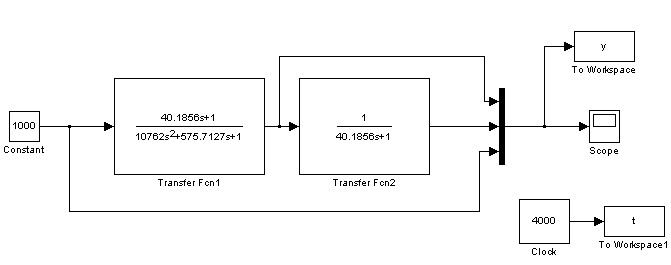 y
To Workspace
1000
Constant
40.1856s+1
10762s²+575.7127s+1
Transfer Fcn1
1
40.1856s+1
Transfer Fcn2
Scope
4000
Clock
t
To Workspace1